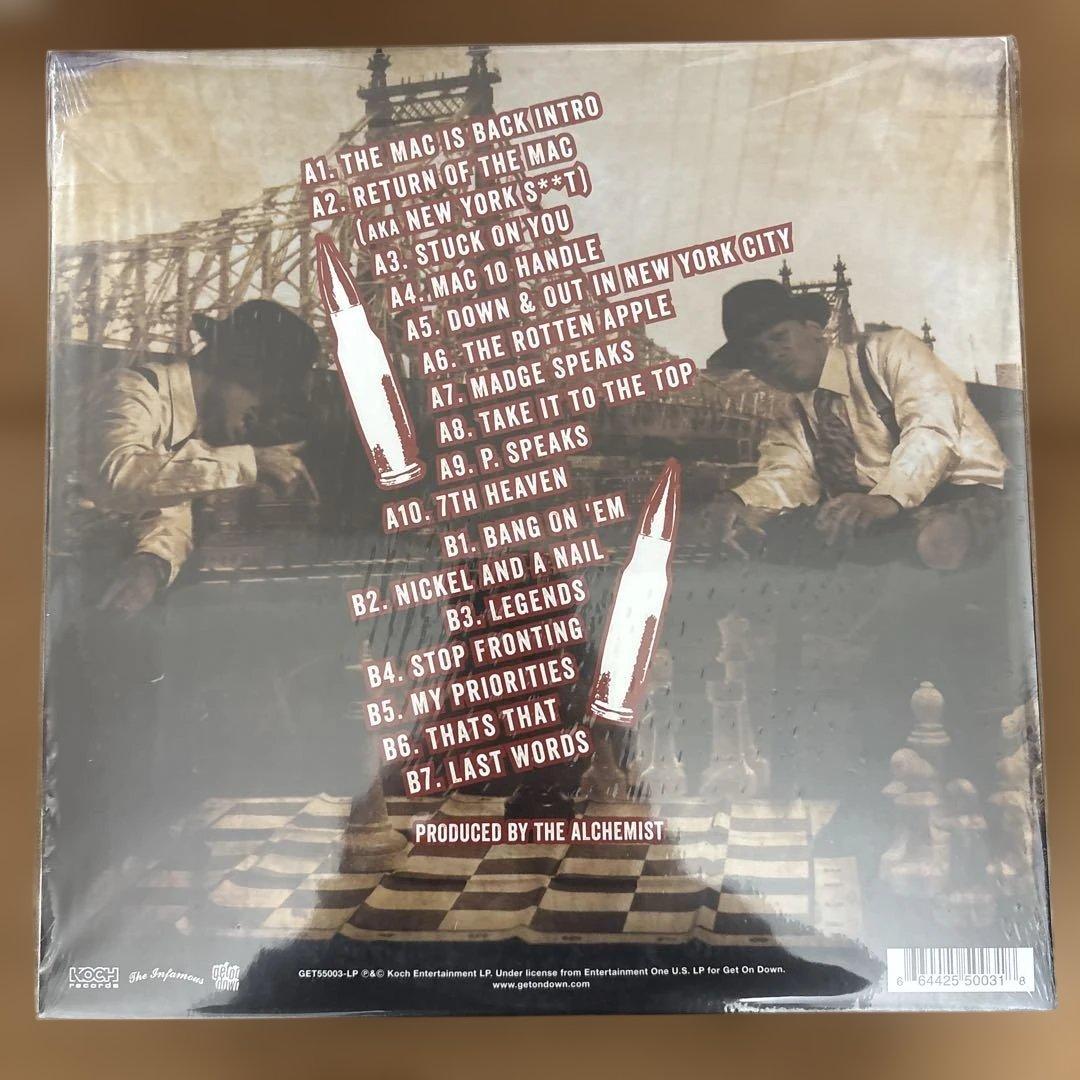 A1. THE MAC IS BACK INTRO
A2. RETURN OF THE MAC
(AKA NEW YORK S**T)
A3. STUCK ON YOU
A4. MAC 10 HANDLE
A5. DOWN & OUT IN NEW YORK CITY
A6. THE ROTTEN APPLE
A7. MADGE SPEAKS
A8. TAKE IT TO THE TOP
A9. P. SPEAKS
A10. 7TH HEAVEN
B1. BANG ON 'EM
B2. NICKEL AND A NAIL
B3. LEGENDS
B4. STOP FRONTING
B5. MY PRIORITIES
B6. THATS THAT
B7. LAST WORDS
PRODUCED BY THE ALCHEMIST
KOCH
records
The Infamous
get on
down
GET55003-LP ℗&© Koch Entertainment LP. Under license from Entertainment One U.S. LP for Get On Down.
www.getondown.com
6 64425 50031 8